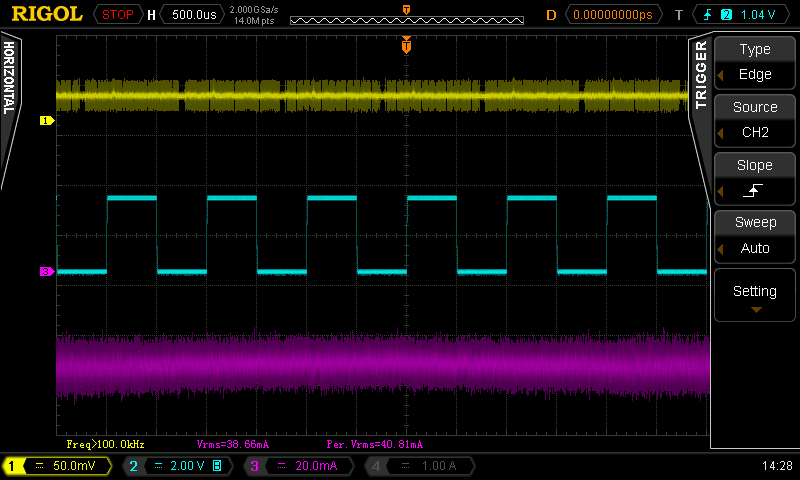 RIGOL STOP H 500.0us 2.000GSa/s 14.0M pts T D 0.00000000ps T 2 1.04 V
T
HORIZONTAL
TRIGGER
Type
Edge
Source
CH2
Slope
Sweep
Auto
Setting
1
3
Freq>100.0kHz Vrms=38.66mA Per.Vrms=40.81mA
1 50.0mV 2 2.00 V B 3 20.0mA 4 1.00 A 14:28